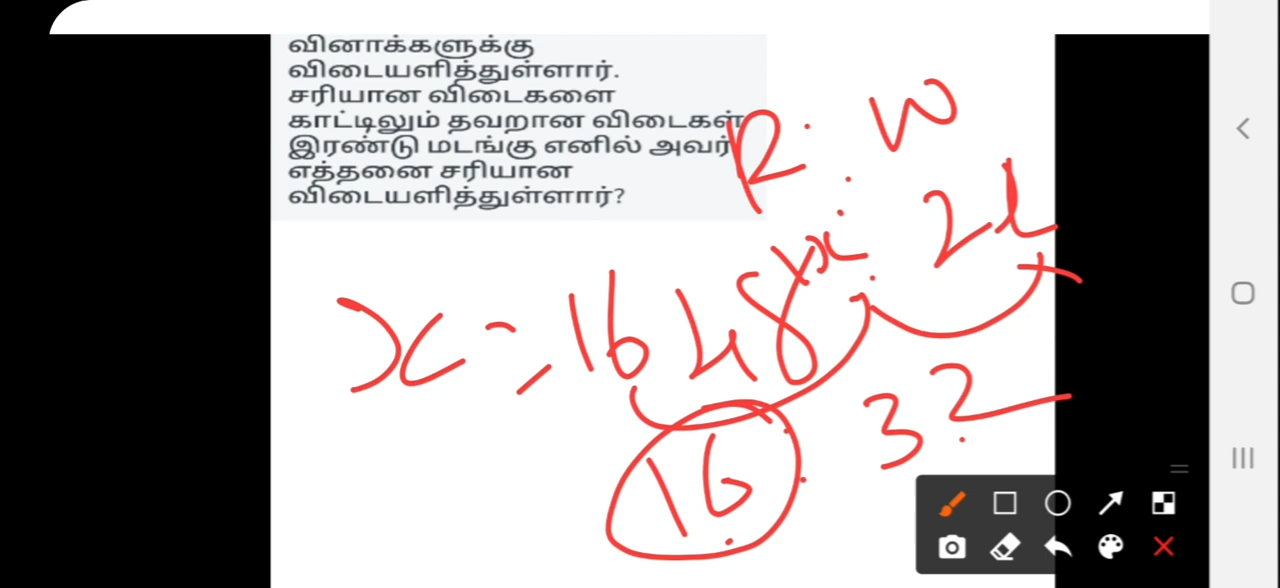 வினாக்களுக்கு
விடையளித்துள்ளார்.
சரியான விடைகளை
காட்டிலும் தவறான விடைகள்
இரண்டு மடங்கு எனில் அவர்
எத்தனை சரியான
விடையளித்துள்ளார்?
R : W
x : 2x
x = 16 48
16 : 32